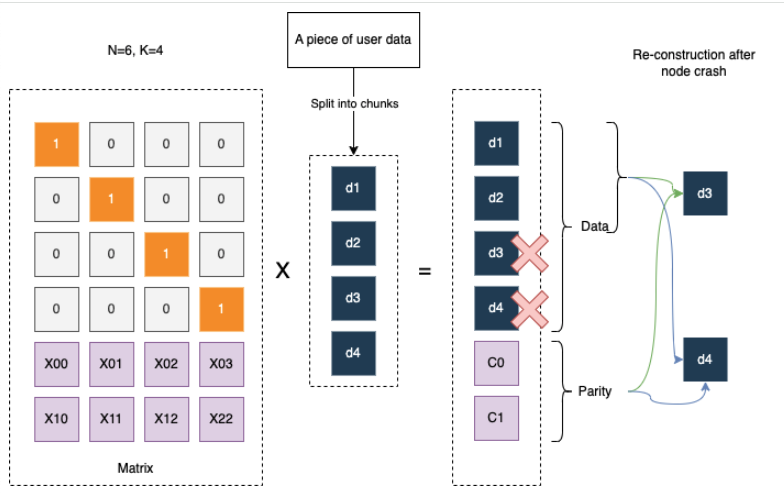 N=6, K=4
A piece of user data
Re-construction after
node crash
Split into chunks
1 0 0 0
0 1 0 0
0 0 1 0
0 0 0 1
X00 X01 X02 X03
X10 X11 X12 X22
Matrix
X
d1
d2
d3
d4
=
d1
d2
d3
d4
C0
C1
Data
Parity
d3
d4